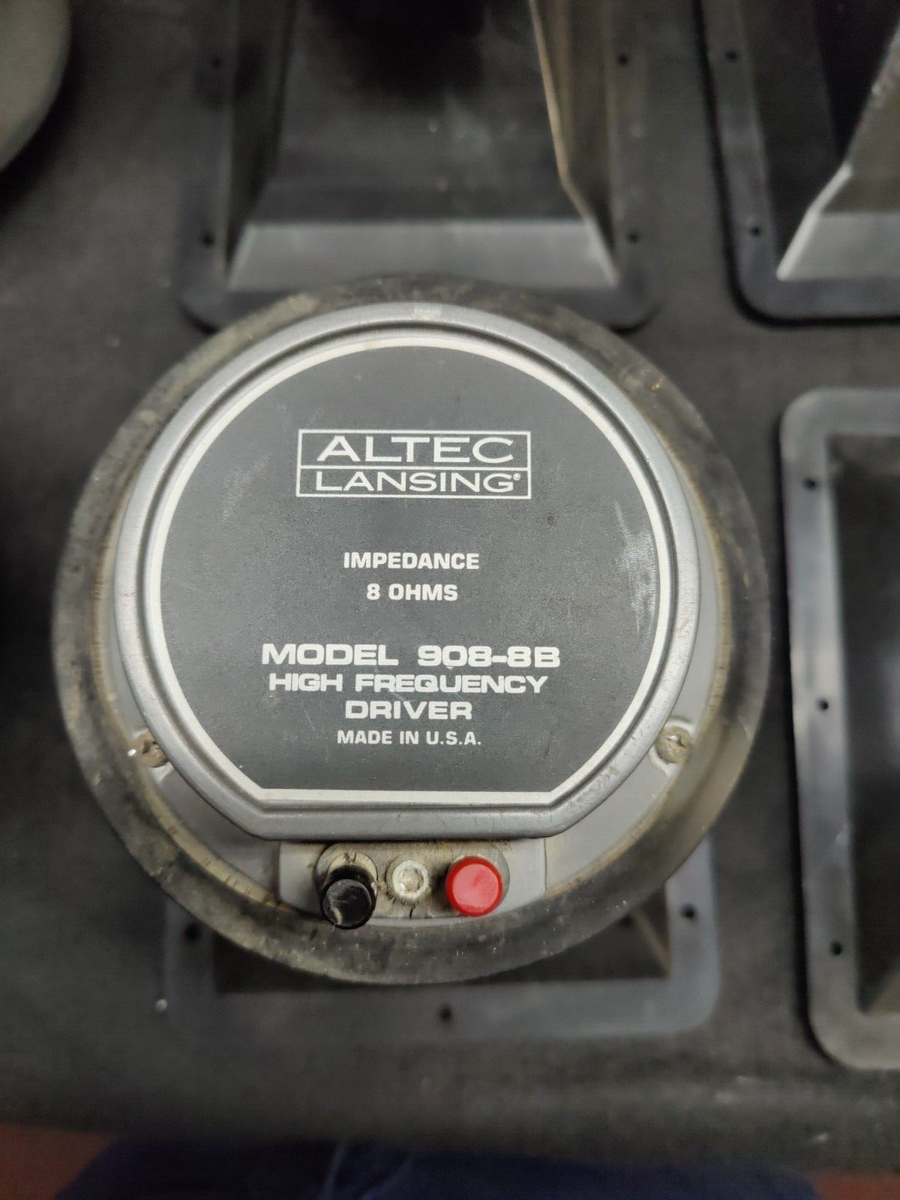 ALTEC
LANSING®
IMPEDANCE
8 OHMS
MODEL 908-8B
HIGH FREQUENCY
DRIVER
MADE IN U.S.A.